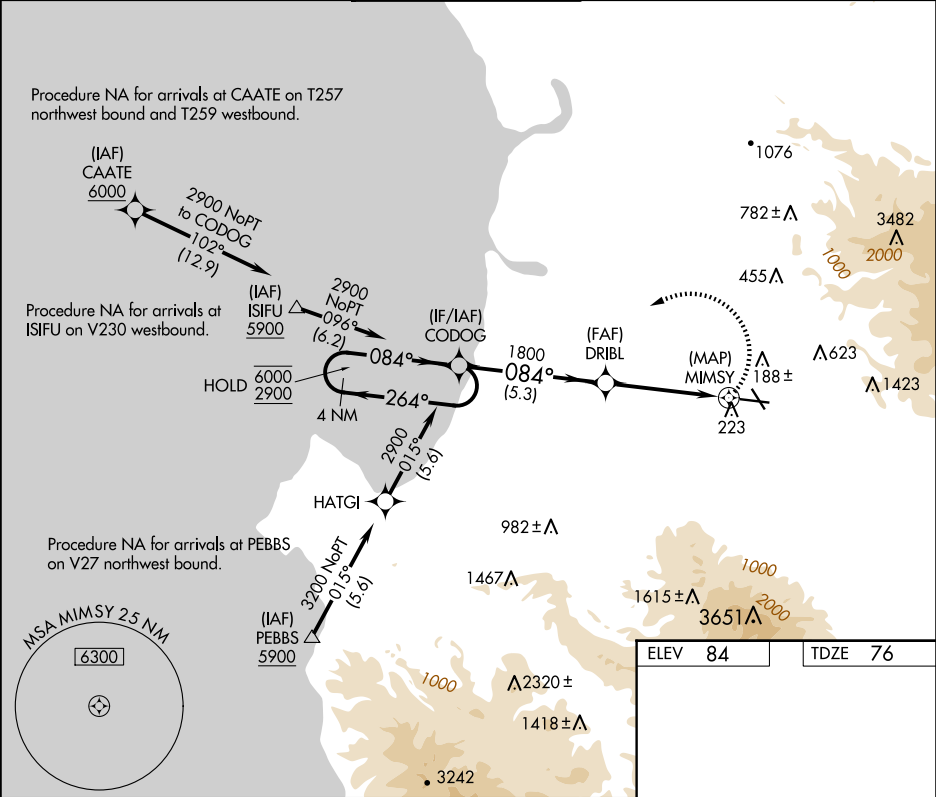 Procedure NA for arrivals at CAATE on T257
northwest bound and T259 westbound.
(IAF)
CAATE
6000
2900 NoPT
to CODOG
102°
(12.9)
1076
782 ±
3482
2000
1000
455
Procedure NA for arrivals at
ISIFU on V230 westbound.
(IAF)
ISIFU
5900
2900
NoPT
096°
(6.2)
(IF/IAF)
CODOG
084°
HOLD
6000
2900
4 NM
264°
1800
084°
(5.3)
(FAF)
DRIBL
(MAP)
MIMSY
188 ±
623
1423
223
2900
015°
(5.6)
HATGI
982 ±
Procedure NA for arrivals at PEBBS
on V27 northwest bound.
3200 NoPT
015°
(5.6)
(IAF)
PEBBS
5900
1467
1000
1615 ±
2000
3651
MSA MIMSY 25 NM
6300
1000
2320 ±
1418 ±
3242
ELEV 84
TDZE 76